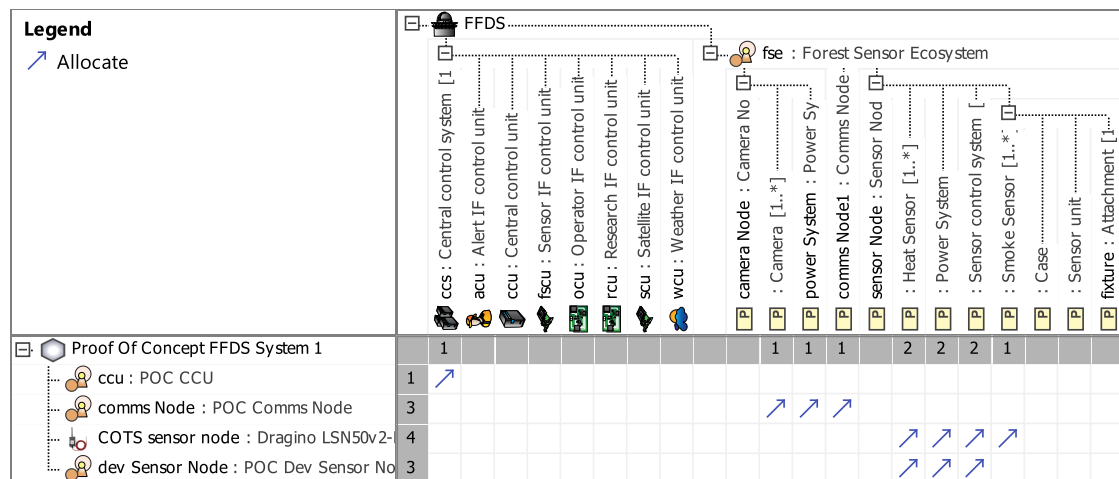 Legend
Allocate
FFDS
fse : Forest Sensor Ecosystem
ccs : Central control system [1
acu : Alert IF control unit
ccu : Central control unit
fscu : Sensor IF control unit
ocu : Operator IF control unit
rcu : Research IF control unit
scu : Satellite IF control unit
wcu : Weather IF control unit
camera Node : Camera No
: Camera [1..*]
power System : Power Sy
comms Node1 : Comms Node
sensor Node : Sensor Nod
: Heat Sensor [1..*]
: Power System
: Sensor control system [
: Smoke Sensor [1..*
: Case
: Sensor unit
fixture : Attachment [1
P P P P P P P P P P P P
Proof Of Concept FFDS System 1 1 1 1 1 2 2 2 1
ccu : POC CCU 1
comms Node : POC Comms Node 3
COTS sensor node : Dragino LSN50v2- 4
dev Sensor Node : POC Dev Sensor No 3